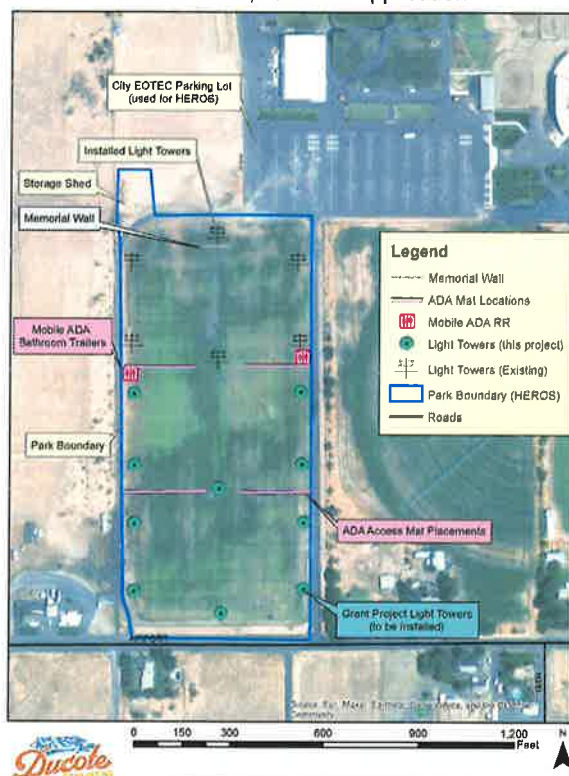 City EOTEC Parking Lot
(used for HEROS)
Installed Light Towers
Storage Shed
Memorial Wall
Legend
Memorial Wall
ADA Mat Locations
Mobile ADA RR
Light Towers (this project)
Light Towers (Existing)
Park Boundary (HEROS)
Roads
Mobile ADA
Bathroom Trailers
Park Boundary
ADA Access Mat Placements
Grant Project Light Towers
(to be installed)
Community
0 150 300 600 900 1,200
Feet
N
Ducote